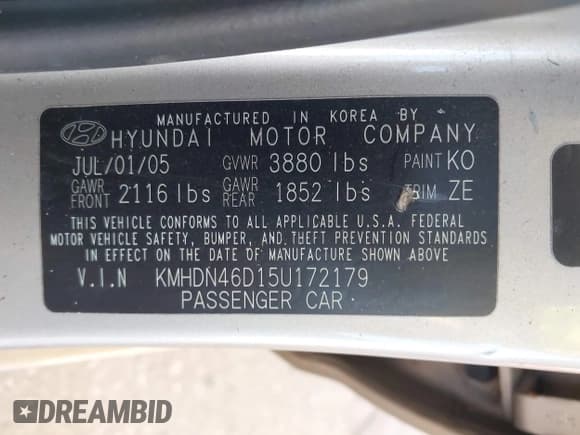 MANUFACTURED IN KOREA BY
HYUNDAI MOTOR COMPANY
JUL/01/05 GVWR 3880 lbs PAINT KO
GAWR FRONT 2116 lbs GAWR REAR 1852 lbs TRIM ZE
THIS VEHICLE CONFORMS TO ALL APPLICABLE U.S.A. FEDERAL
MOTOR VEHICLE SAFETY, BUMPER, AND THEFT PREVENTION STANDARDS
IN EFFECT ON THE DATE OF MANUFACTURE SHOWN ABOVE
V.I.N KMHDN46D15U172179
PASSENGER CAR
DREAMBID